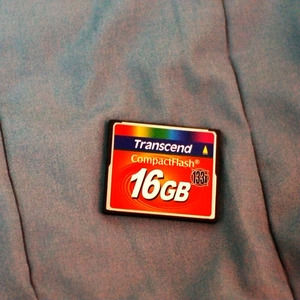 Transcend
CompactFlash®
133x
16GB